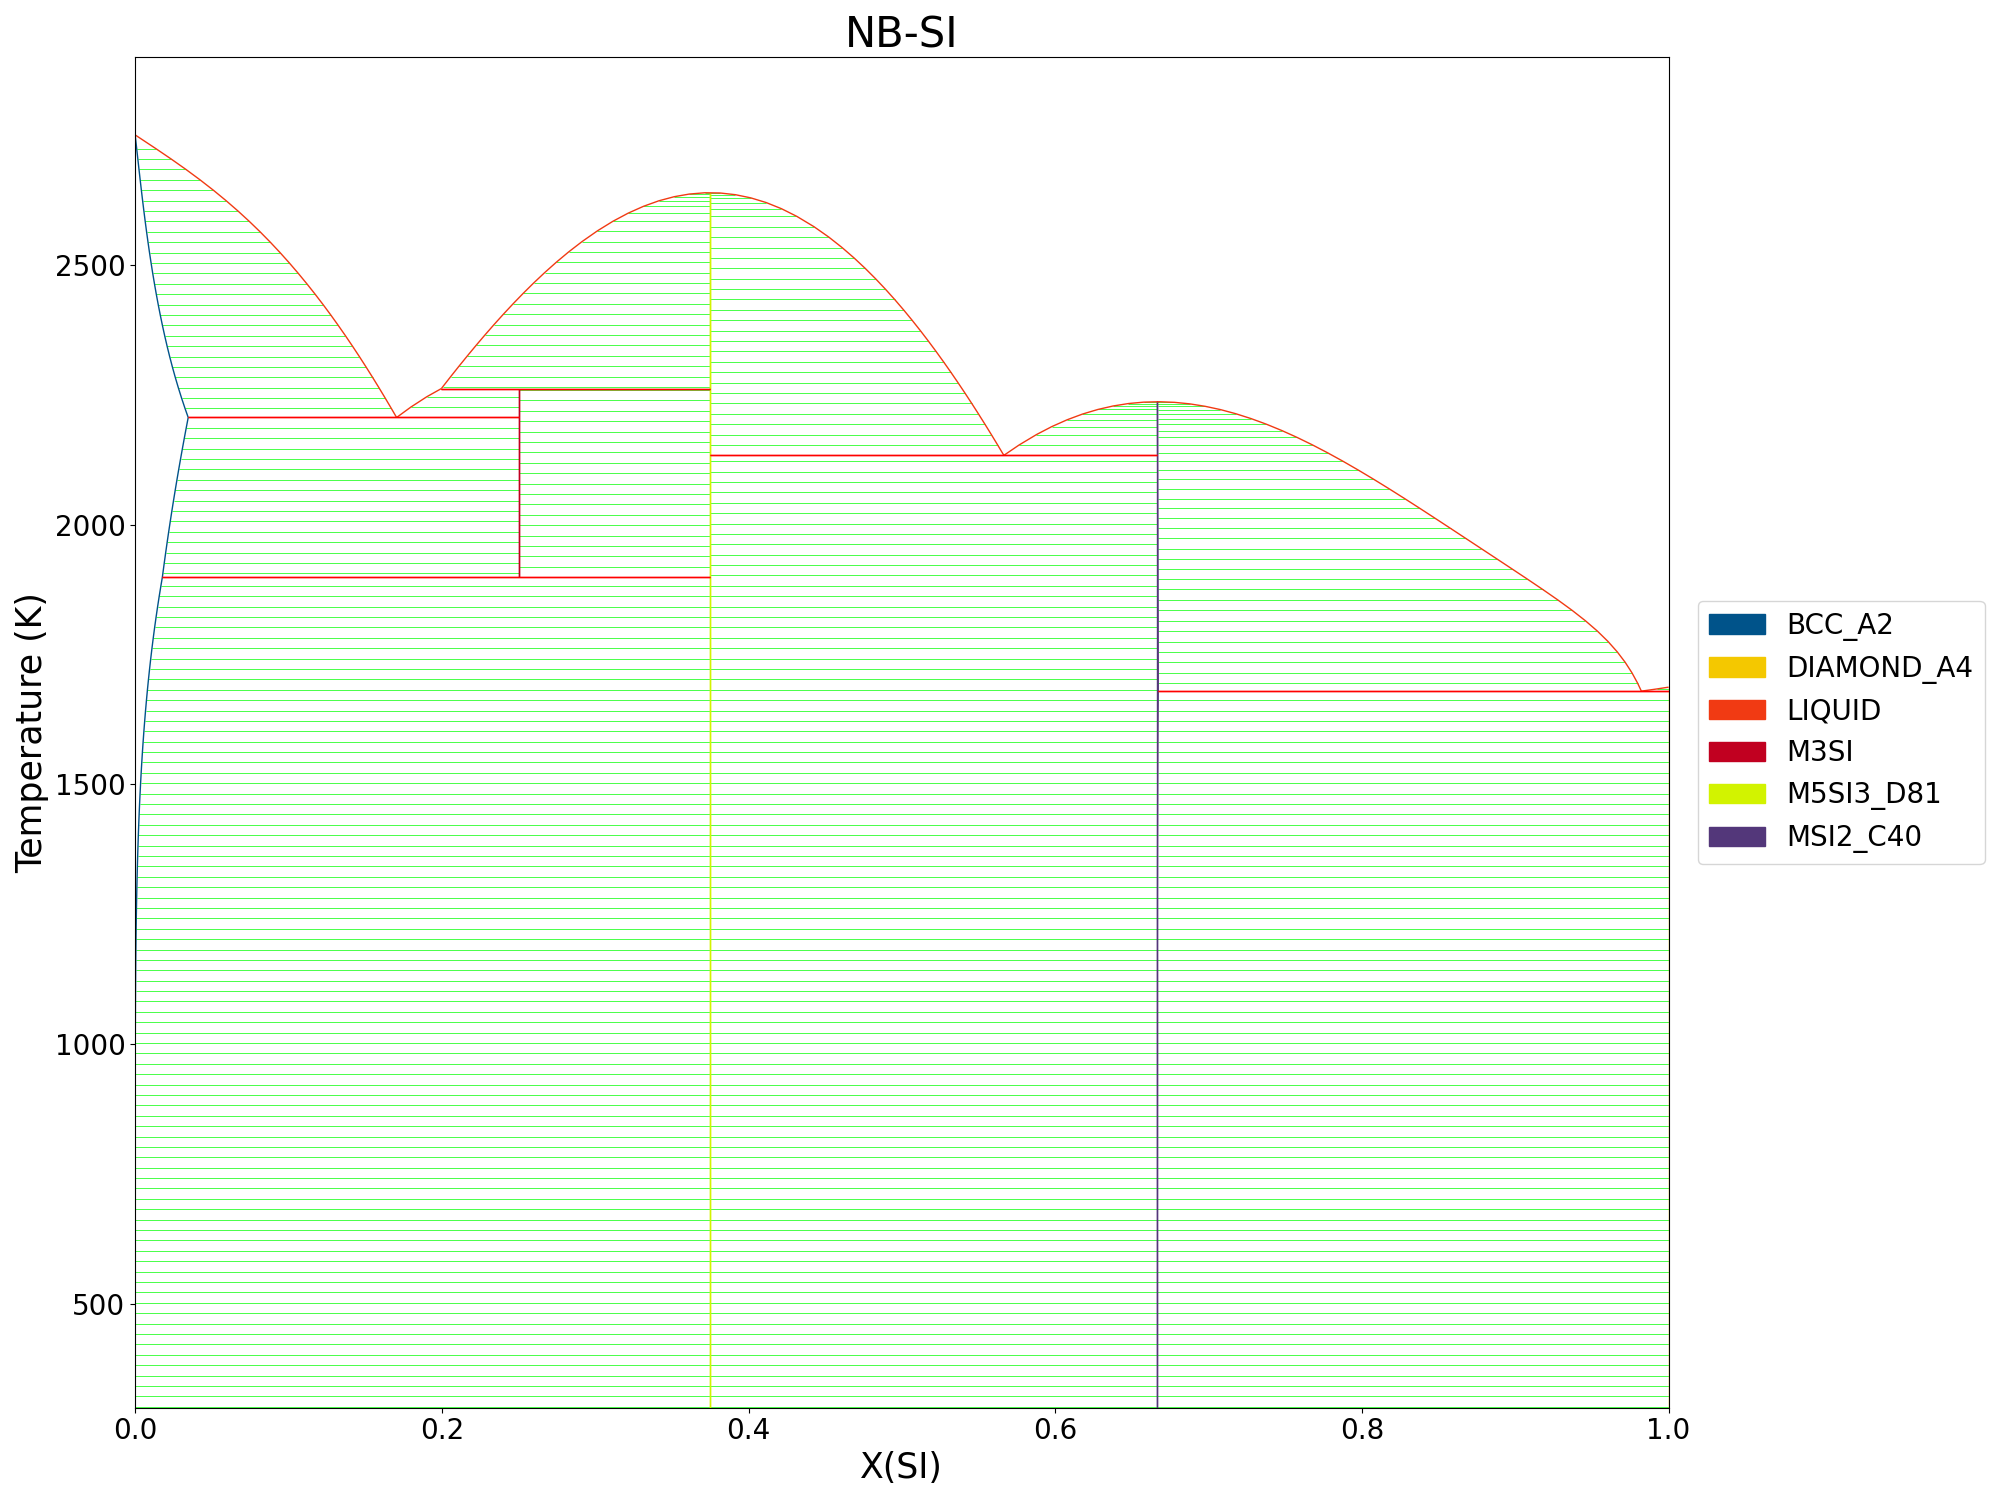 NB-SI
Temperature (K)
2500
2000
1500
1000
500
0.0 0.2 0.4 0.6 0.8 1.0
X(SI)
BCC_A2
DIAMOND_A4
LIQUID
M3SI
M5SI3_D81
MSI2_C40